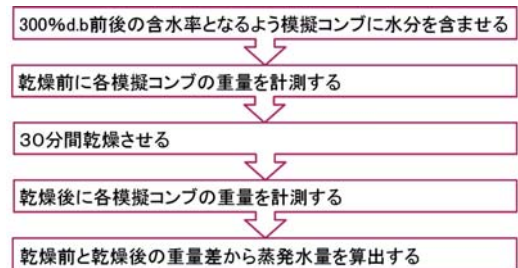 300%d.b前後の含水率となるよう模擬コンブに水分を含ませる
乾燥前に各模擬コンブの重量を計測する
30分間乾燥させる
乾燥後に各模擬コンブの重量を計測する
乾燥前と乾燥後の重量差から蒸発水量を算出する